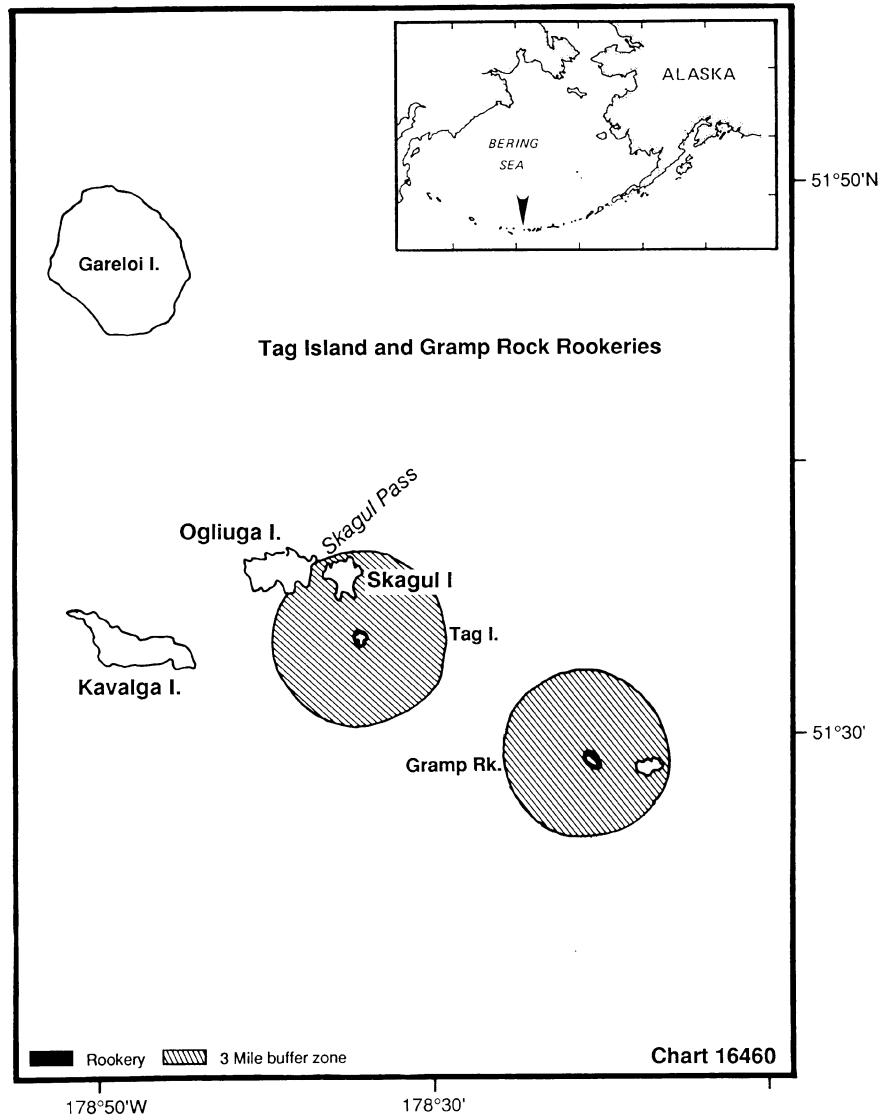 ALASKA
BERING
SEA
51°50'N
Gareloi I.
Tag Island and Gramp Rock Rookeries
Skagul Pass
Ogliuga I.
Skagul I
Tag I.
Kavalga I.
51°30'
Gramp Rk.
Rookery 3 Mile buffer zone Chart 16460
178°50'W 178°30'